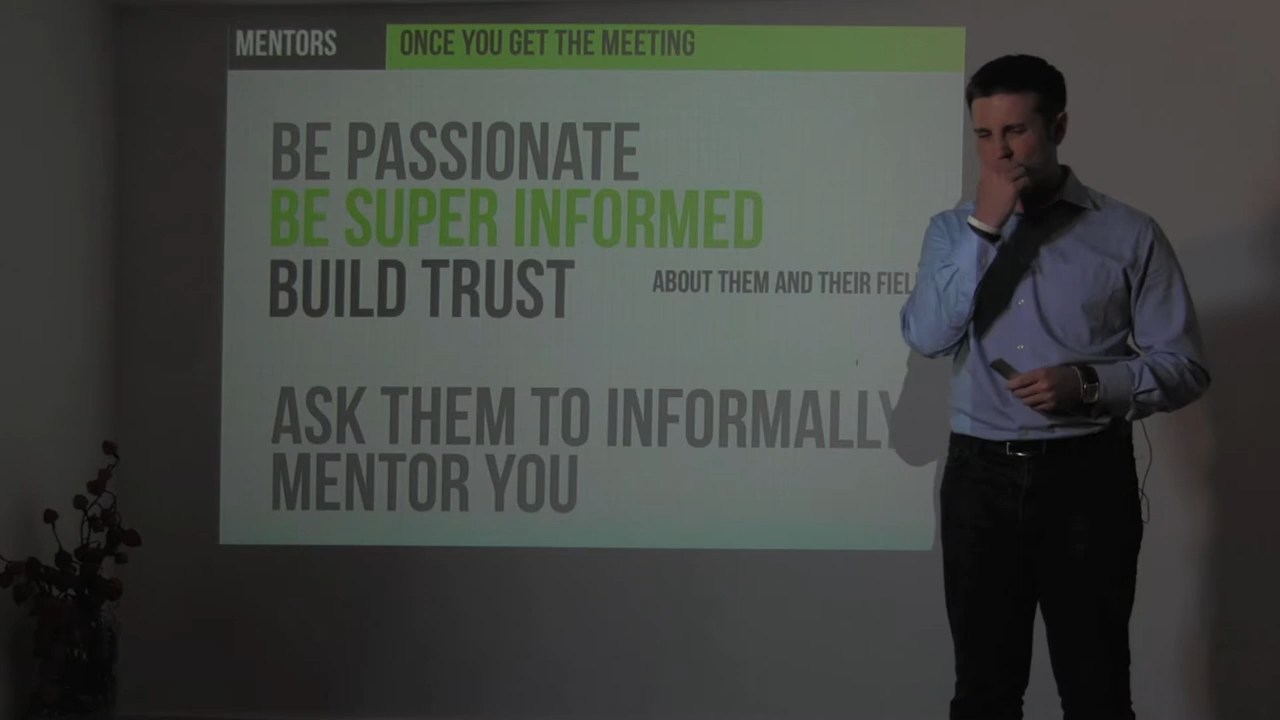 MENTORS
ONCE YOU GET THE MEETING
BE PASSIONATE
BE SUPER INFORMED
BUILD TRUST
ABOUT THEM AND THEIR FIEL
ASK THEM TO INFORMALLY
MENTOR YOU